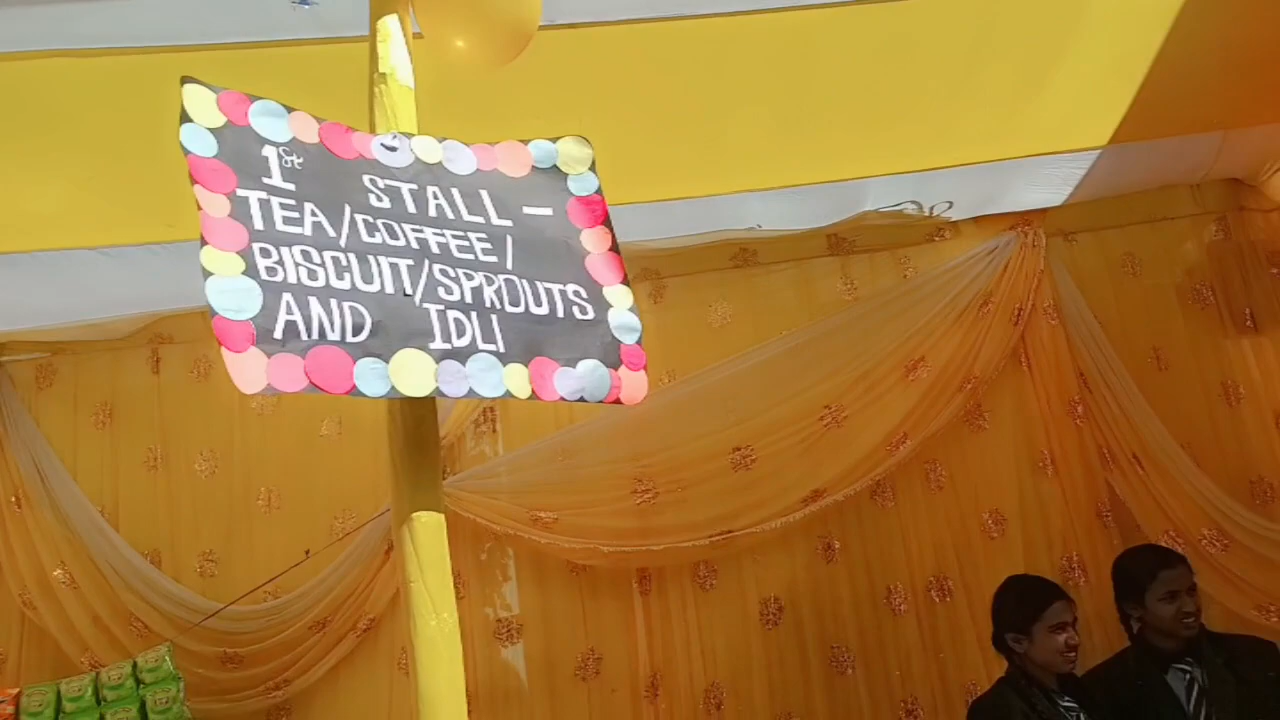 1st
STALL -
TEA/COFFEE/
BISCUIT/SPROUTS
AND IDLI